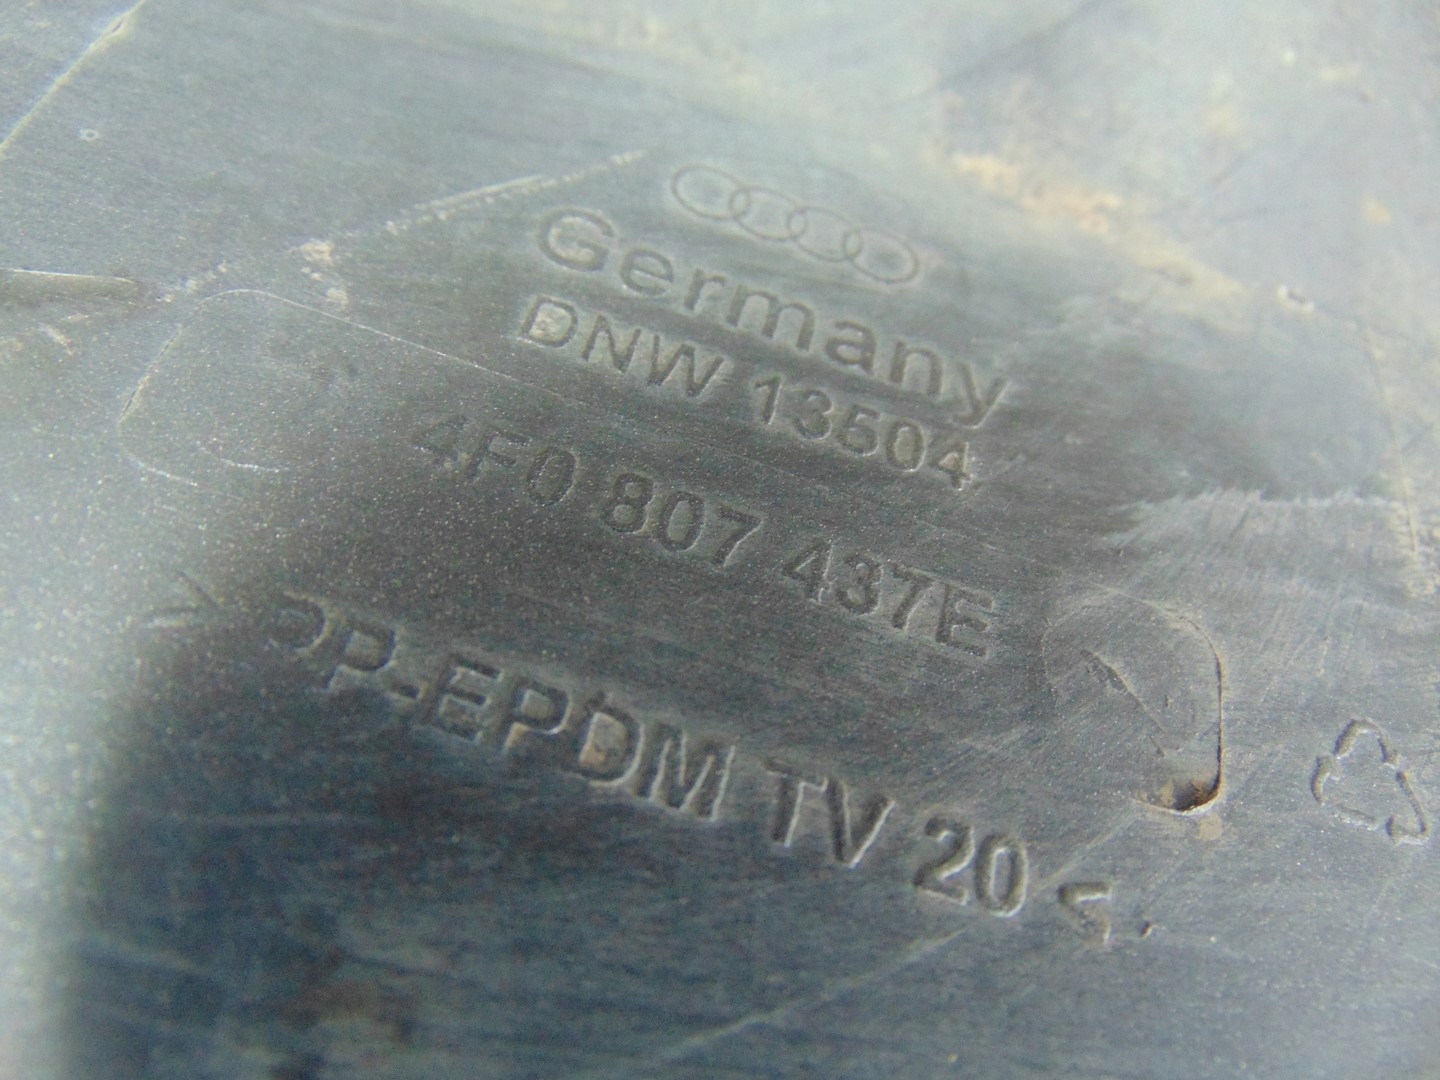 Germany
DNW 13504
4F0 807 437E
>PP-EPDM TV 20<